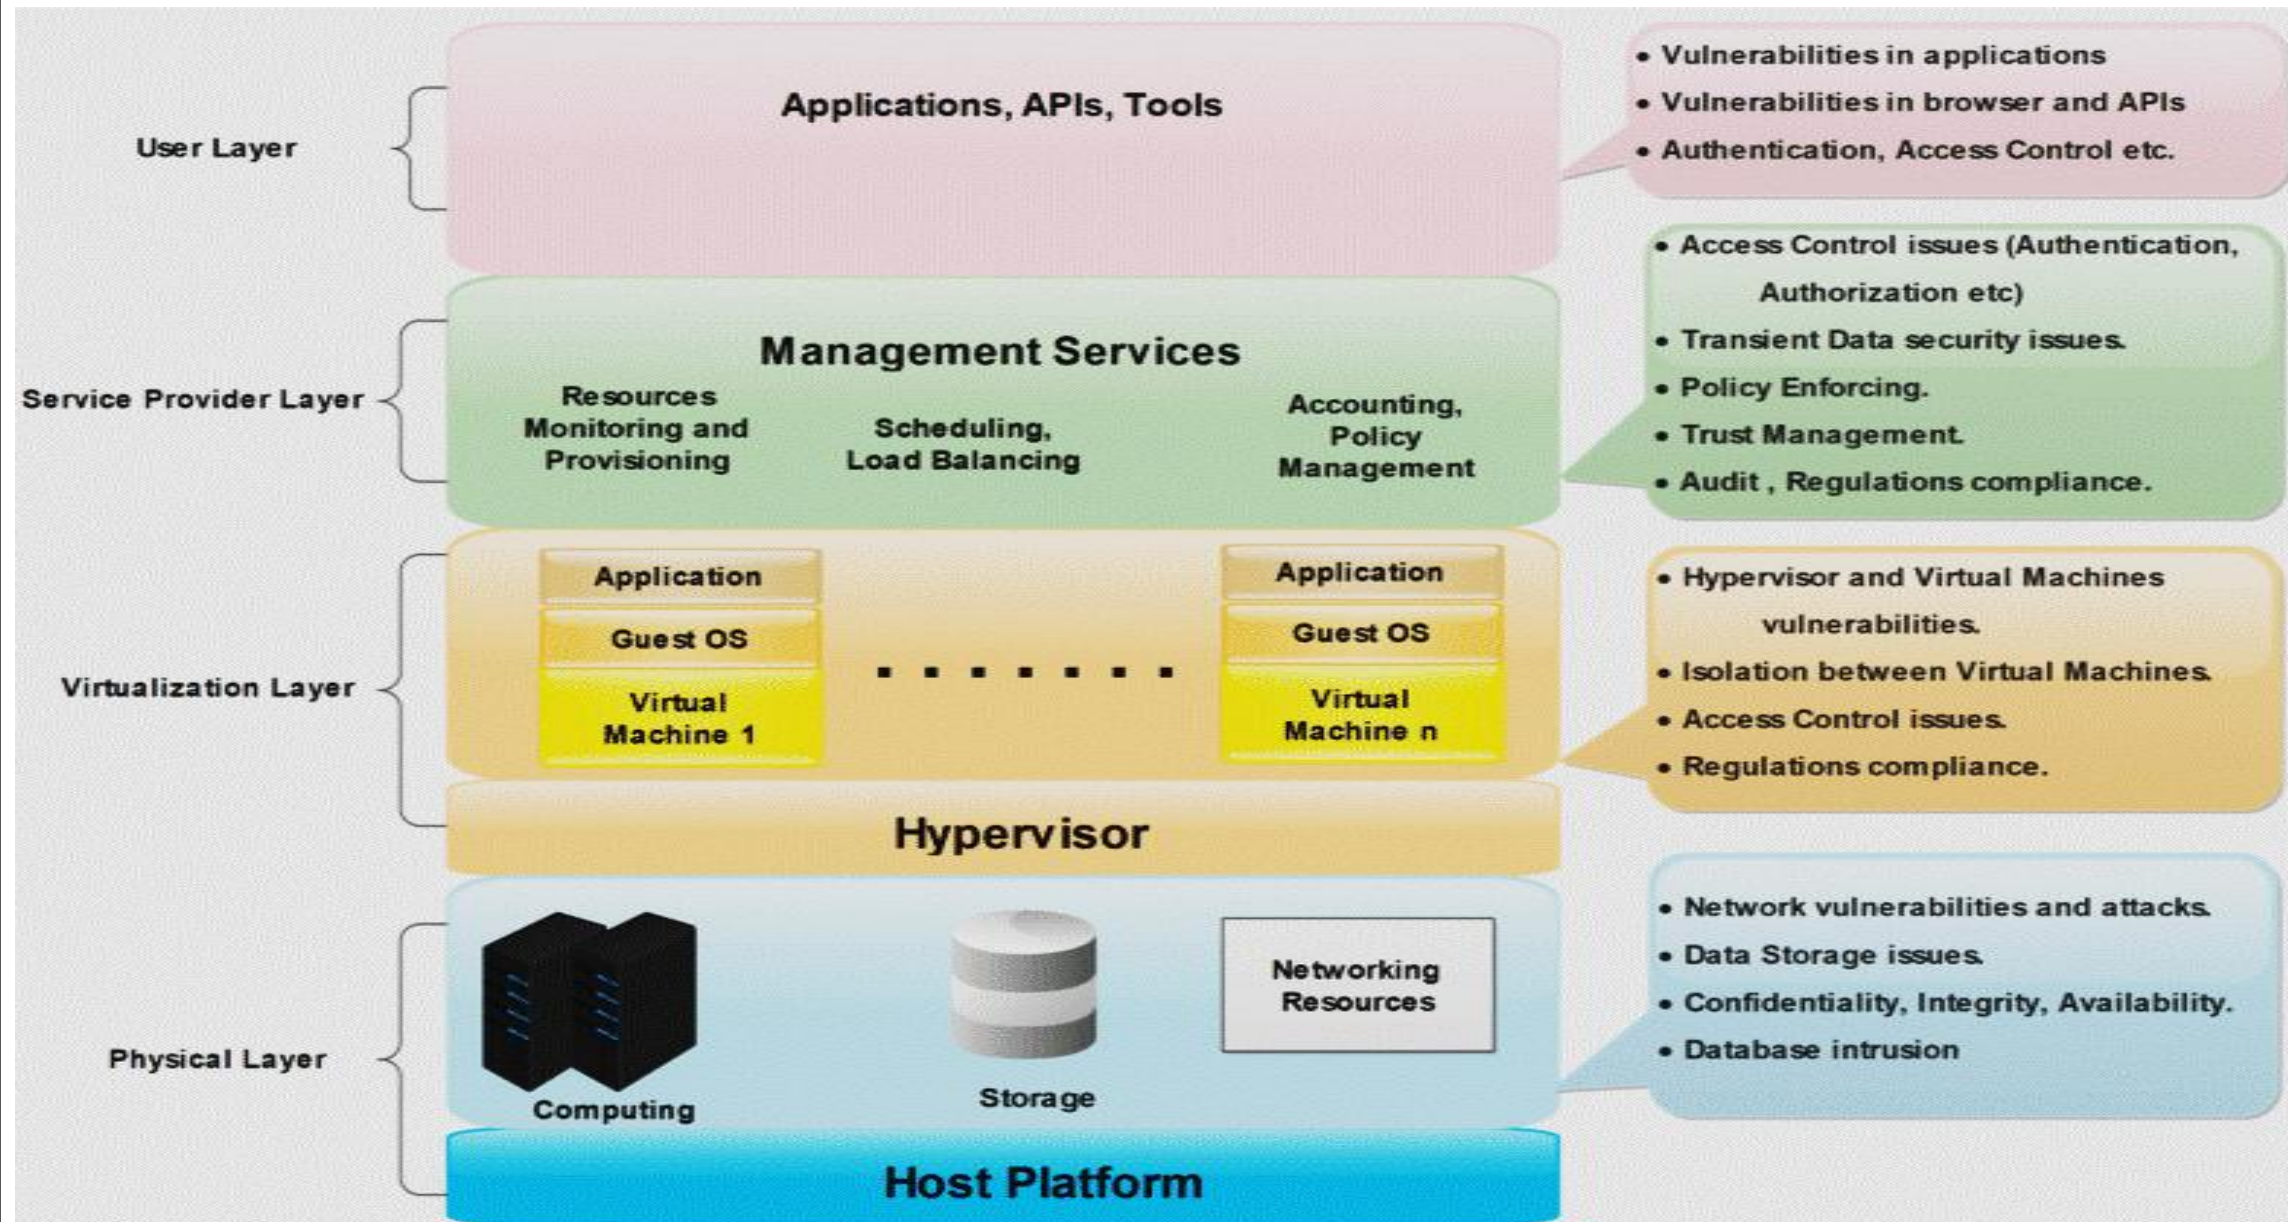 User Layer
Applications, APIs, Tools
• Vulnerabilities in applications
• Vulnerabilities in browser and APIs
• Authentication, Access Control etc.
Service Provider Layer
Management Services
Resources
Monitoring and
Provisioning
Scheduling,
Load Balancing
Accounting,
Policy
Management
• Access Control issues (Authentication,
Authorization etc)
• Transient Data security issues.
• Policy Enforcing.
• Trust Management.
• Audit , Regulations compliance.
Virtualization Layer
Application
Guest OS
Virtual
Machine 1
.......
Application
Guest OS
Virtual
Machine n
Hypervisor
• Hypervisor and Virtual Machines
vulnerabilities.
• Isolation between Virtual Machines.
• Access Control issues.
• Regulations compliance.
Physical Layer
Computing
Storage
Networking
Resources
Host Platform
• Network vulnerabilities and attacks.
• Data Storage issues.
• Confidentiality, Integrity, Availability.
• Database intrusion